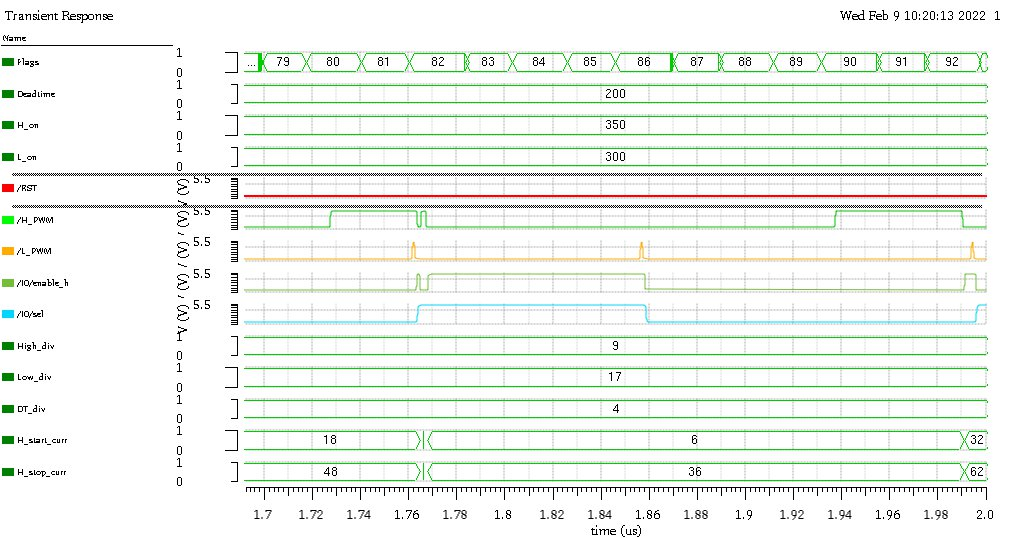 Transient Response Wed Feb 9 10:20:13 2022 1
Name
Flags 1 0 ... 79 80 81 82 83 84 85 86 87 88 89 90 91 92
Deadtime 1 0 200
H_on 1 0 350
L_on 1 0 300
/RST 5.5 V (V)
/H_PWM 5.5 / (V)
/L_PWM 5.5 / (V)
/I0/enable_h 5.5 / (V)
/I0/sel 5.5 V (V)
High_div 1 0 9
Low_div 1 0 17
DT_div 1 0 4
H_start_curr 1 0 18 6 32
H_stop_curr 1 0 48 36 62
1.7 1.72 1.74 1.76 1.78 1.8 1.82 1.84 1.86 1.88 1.9 1.92 1.94 1.96 1.98 2.0
time (us)